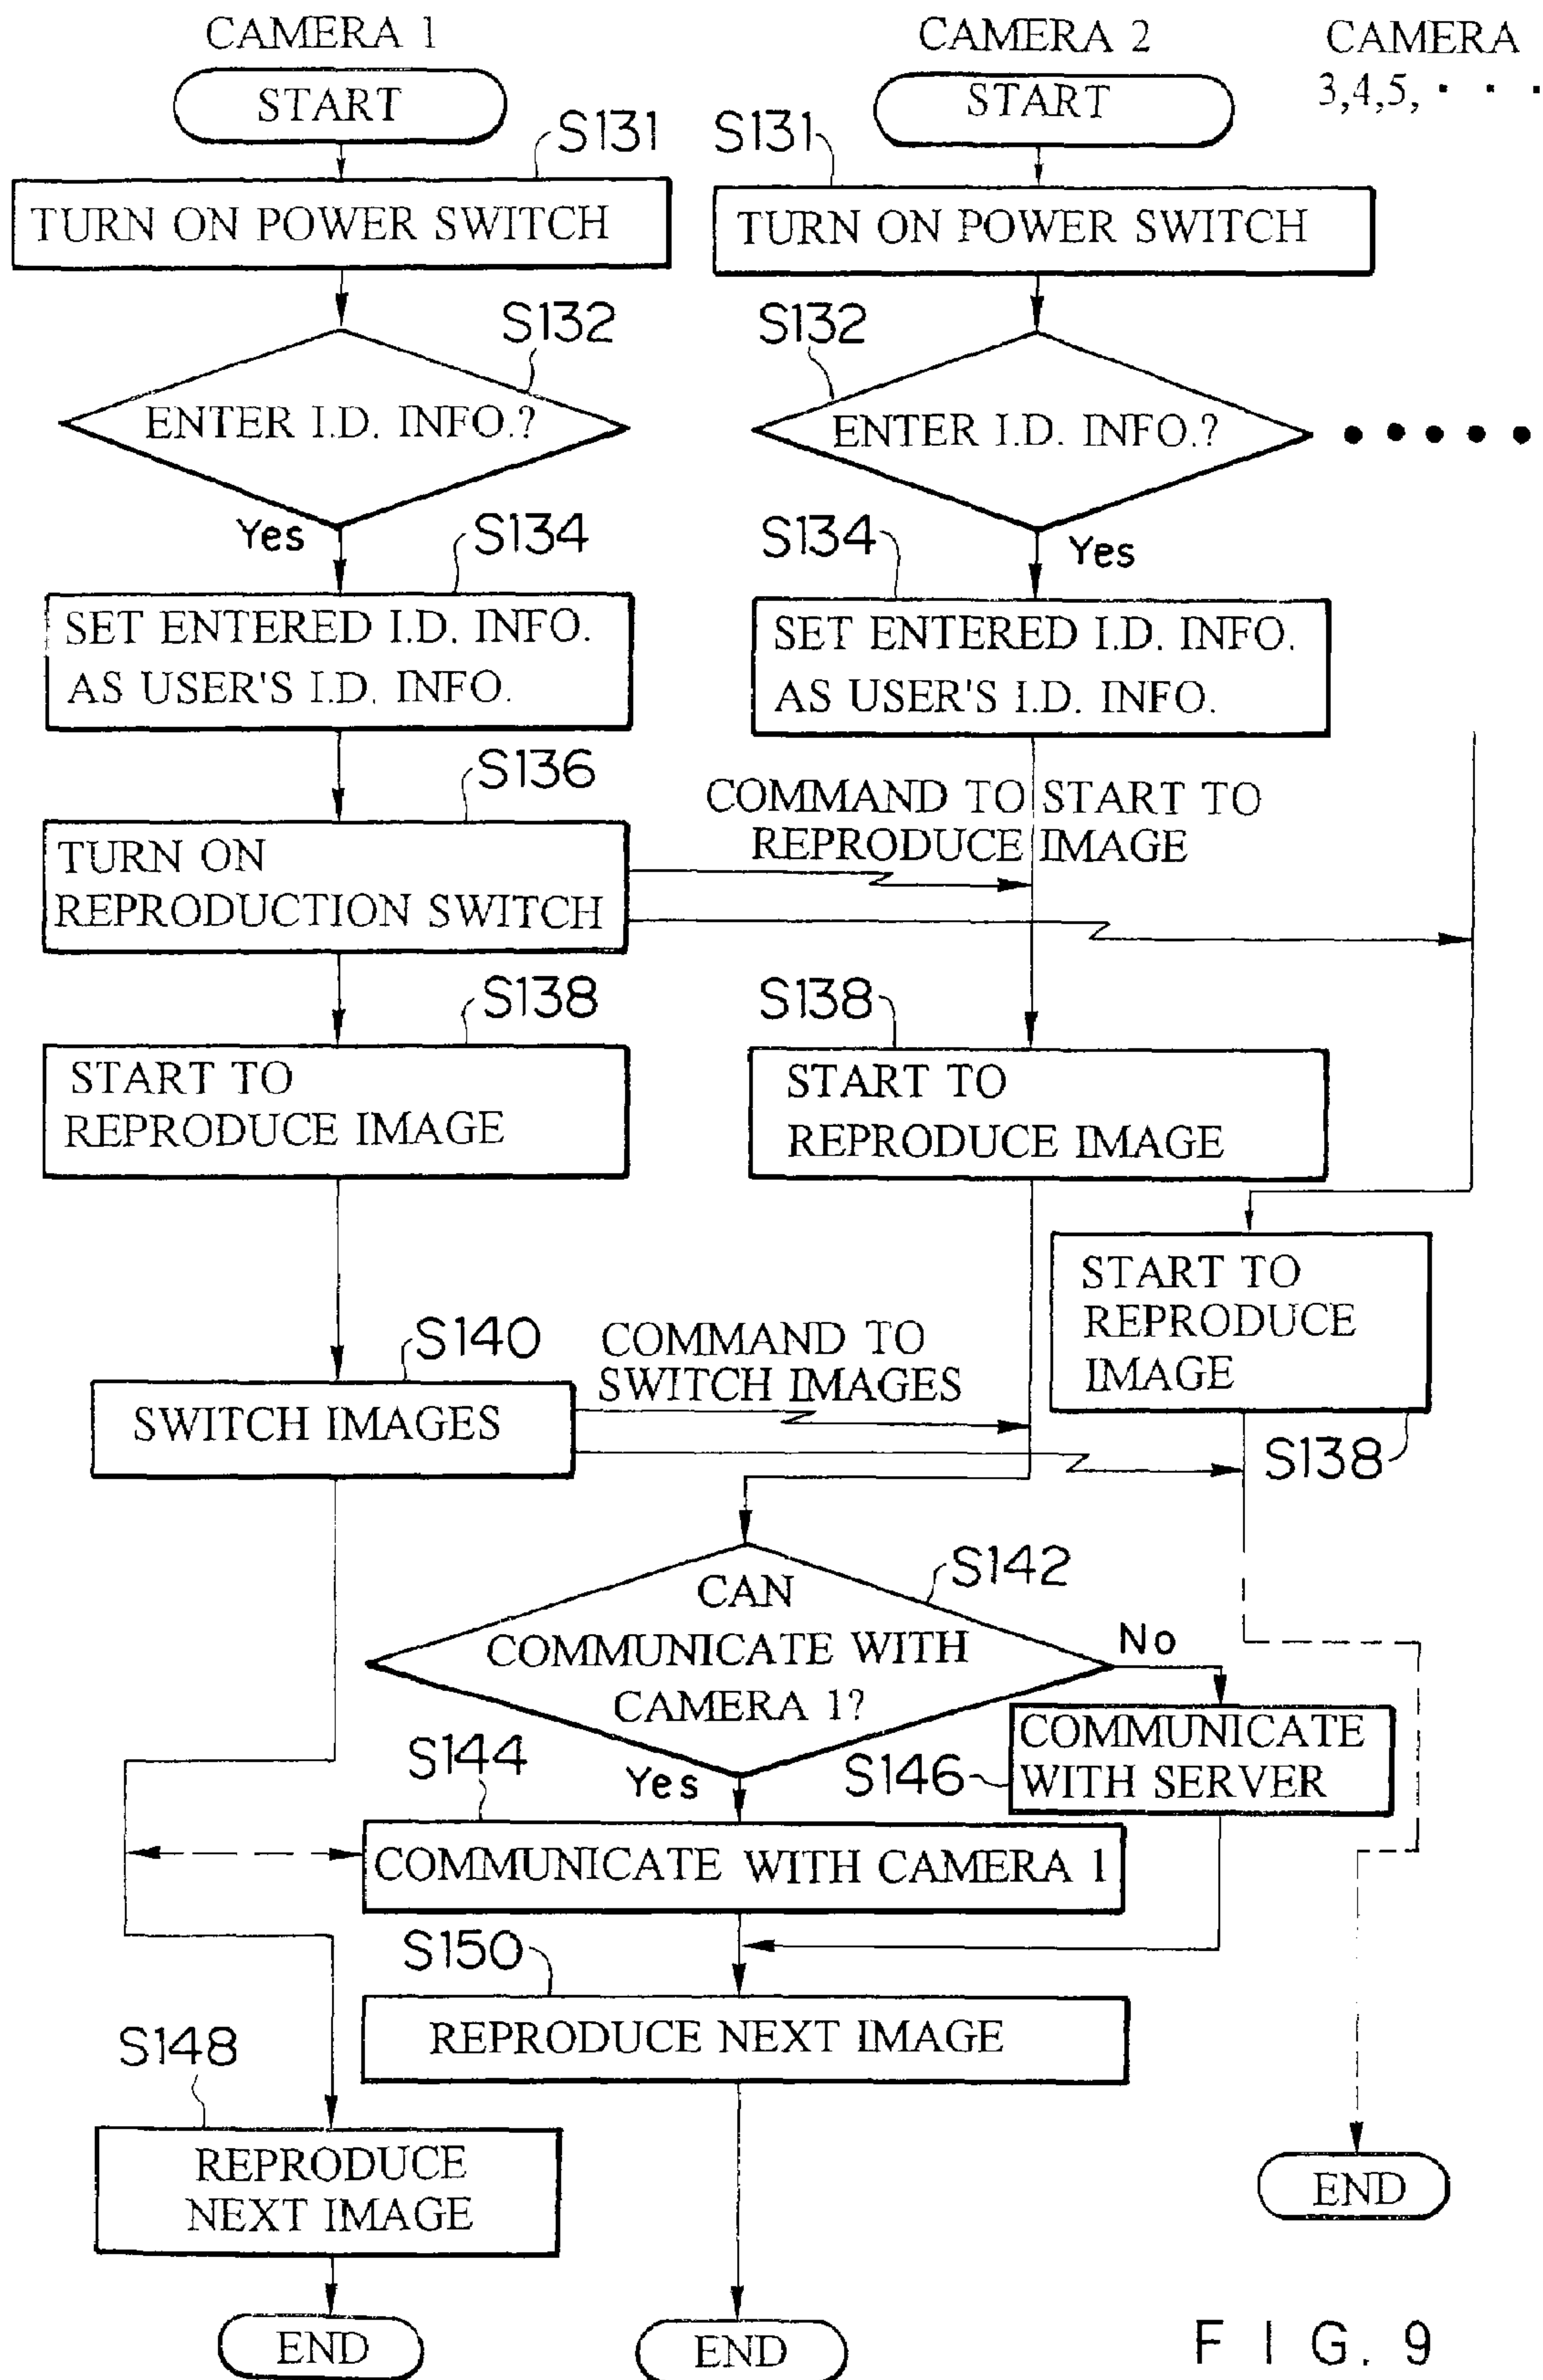 CAMERA 1
CAMERA 2
CAMERA
3,4,5, · · ·
START
START
S131
S131
TURN ON POWER SWITCH
TURN ON POWER SWITCH
S132
S132
ENTER I.D. INFO.?
ENTER I.D. INFO.?
Yes
Yes
S134
S134
SET ENTERED I.D. INFO.
AS USER'S I.D. INFO.
SET ENTERED I.D. INFO.
AS USER'S I.D. INFO.
S136
COMMAND TO START TO
REPRODUCE IMAGE
TURN ON
REPRODUCTION SWITCH
S138
S138
START TO
REPRODUCE IMAGE
START TO
REPRODUCE IMAGE
START TO
REPRODUCE
IMAGE
S138
S140
COMMAND TO
SWITCH IMAGES
SWITCH IMAGES
S142
CAN
COMMUNICATE WITH
CAMERA 1?
No
Yes
S144
S146
COMMUNICATE
WITH SERVER
COMMUNICATE WITH CAMERA 1
S150
REPRODUCE NEXT IMAGE
S148
REPRODUCE
NEXT IMAGE
END
END
END
FIG. 9